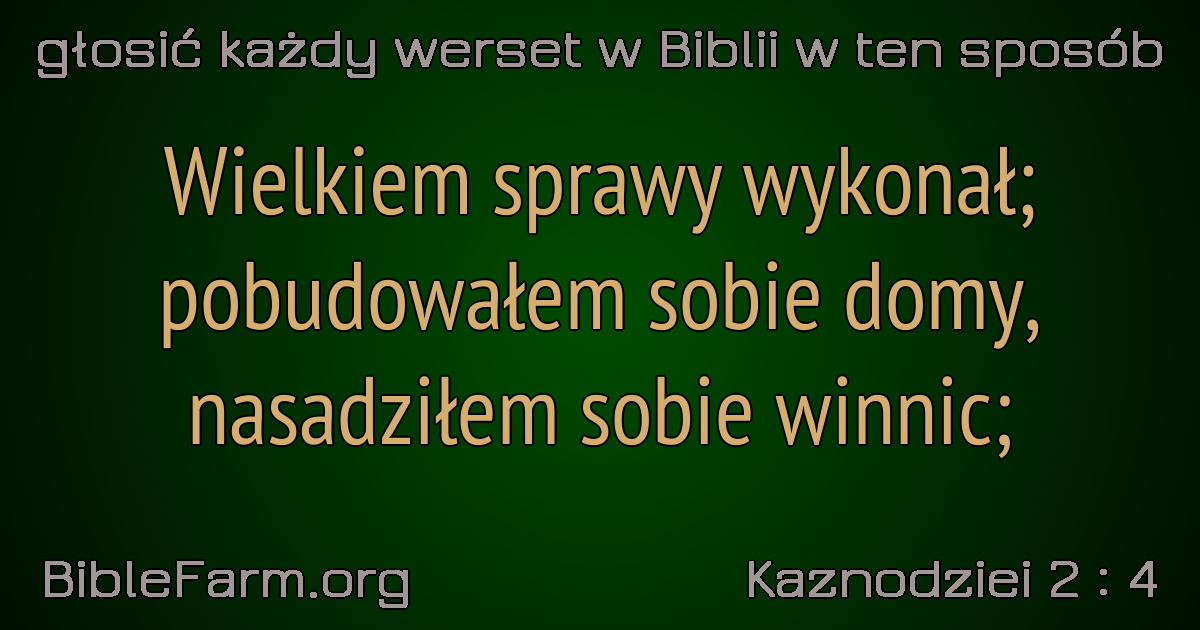 głosić każdy werset w Biblii w ten sposób
Wielkiem sprawy wykonał;
pobudowałem sobie domy,
nasadziłem sobie winnic;
BibleFarm.org
Kaznodziei 2 : 4